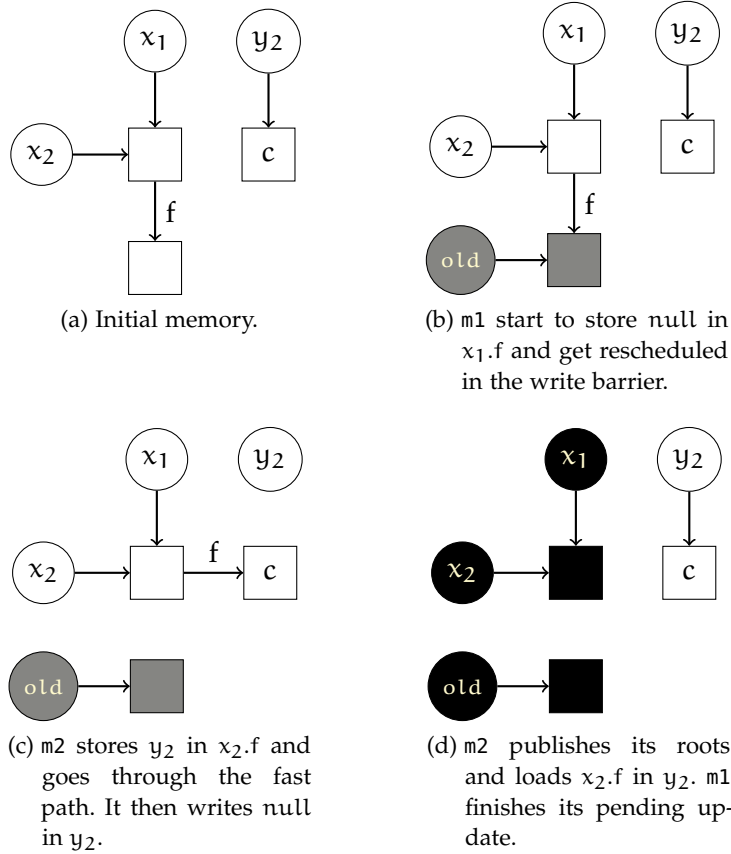 x1 y2 x1 y2
x2 c x2 c
f f
old
(a) Initial memory.
(b) m1 start to store null in
x1.f and get rescheduled
in the write barrier.
x1 y2 x1 y2
f
x2 c x2 c
old old
(c) m2 stores y2 in x2.f and
goes through the fast
path. It then writes null
in y2.
(d) m2 publishes its roots
and loads x2.f in y2. m1
finishes its pending up-
date.